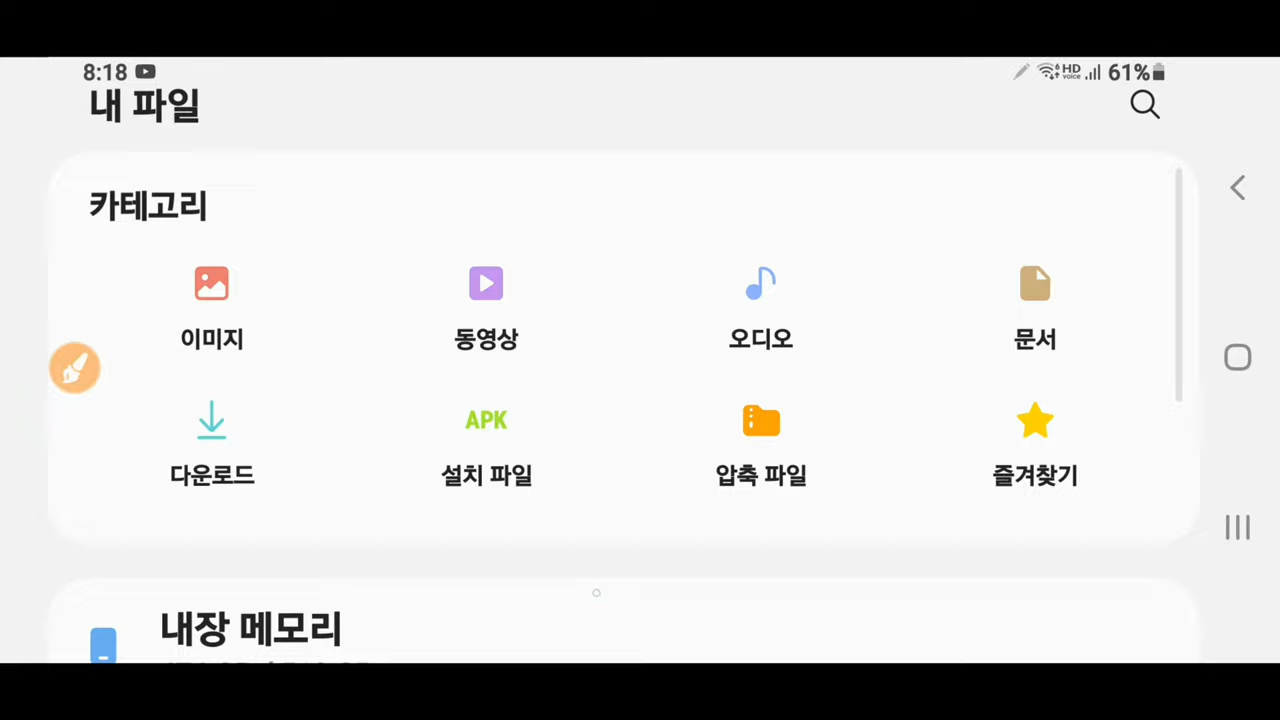 8:18 HD voice 61%
내 파일
카테고리
이미지 동영상 오디오 문서
APK
다운로드 설치 파일 압축 파일 즐겨찾기
내장 메모리